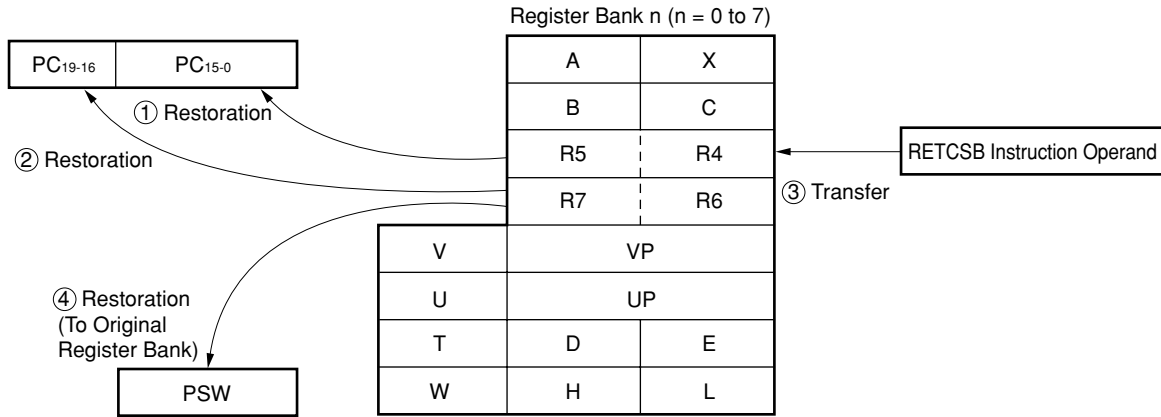 Register Bank n (n = 0 to 7)
PC19-16 PC15-0
A X
① Restoration
B C
② Restoration
R5 R4
RETCSB Instruction Operand
③ Transfer
R7 R6
V VP
④ Restoration
(To Original
Register Bank)
U UP
T D E
PSW
W H L